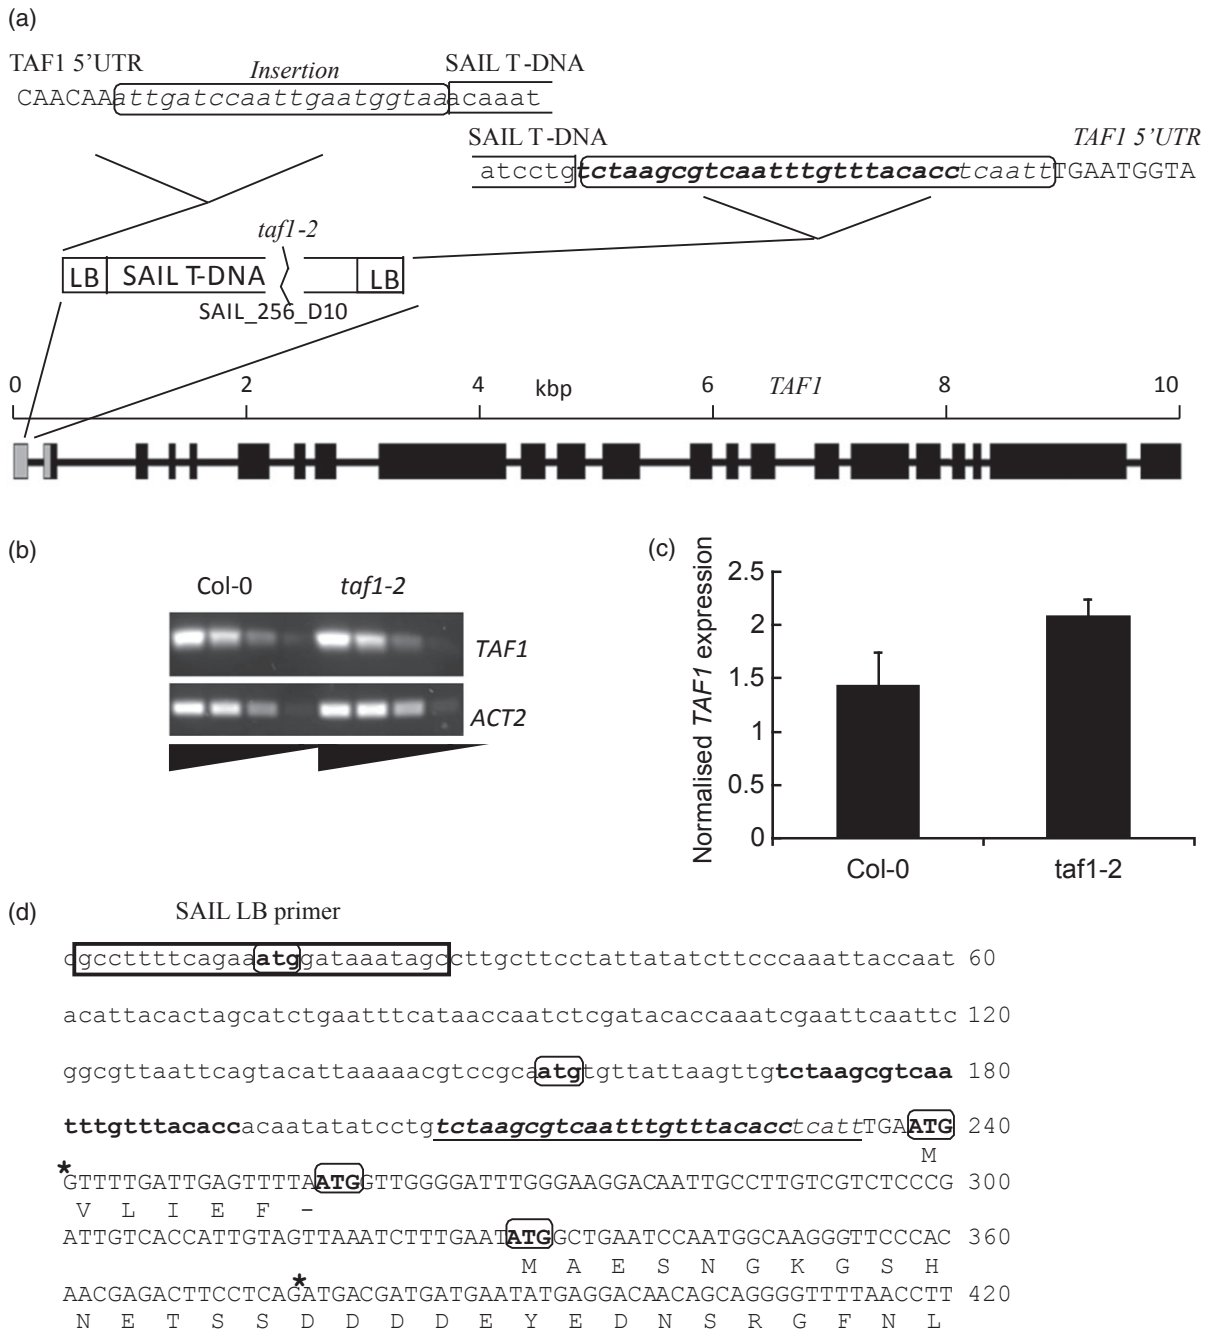 (a)
TAF1 5’UTR
Insertion
SAIL T-DNA
CAACAAattgatccaattgaatggtaaacaaat
SAIL T-DNA
TAF1 5’UTR
atcctgtctaagcgtcaatttgtttacacctcaattTGAATGGTA
taf1-2
LB
SAIL T-DNA
LB
SAIL_256_D10
0 2 4 kbp 6 TAF1 8 10
(b)
Col-0 taf1-2
TAF1
ACT2
(c)
Normalised TAF1 expression
2.5
2
1.5
1
0.5
0
Col-0 taf1-2
(d)
SAIL LB primer
cgccttttcagaaatggataaatagccttgcttcctattatatcttcccaaattaccaat 60
acattacactagcatctgaatttcataaccaatctcgatacaccaaatcgaattcaattc 120
ggcgttaattcagtacattaaaaacgtccgcaatgtgttattaagttgtctaagcgtcaa 180
tttgtttacaccacaatatatcctgtctaagcgtcaatttgtttacacctcattTGAATG 240
M
*
GTTTTGATTGAGTTTTAATGGTTGGGGATTTGGGAAGGACAATTGCCTTGTCGTCTCCCG 300
V L I E F -
ATTGTCACCATTGTAGTTAAATCTTTGAATATGGCTGAATCCAATGGCAAGGGTTCCCAC 360
M A E S N G K G S H
*
AACGAGACTTCCTCAGATGACGATGATGAATATGAGGACAACAGCAGGGGTTTTAACCTT 420
N E T S S D D D D E Y E D N S R G F N L